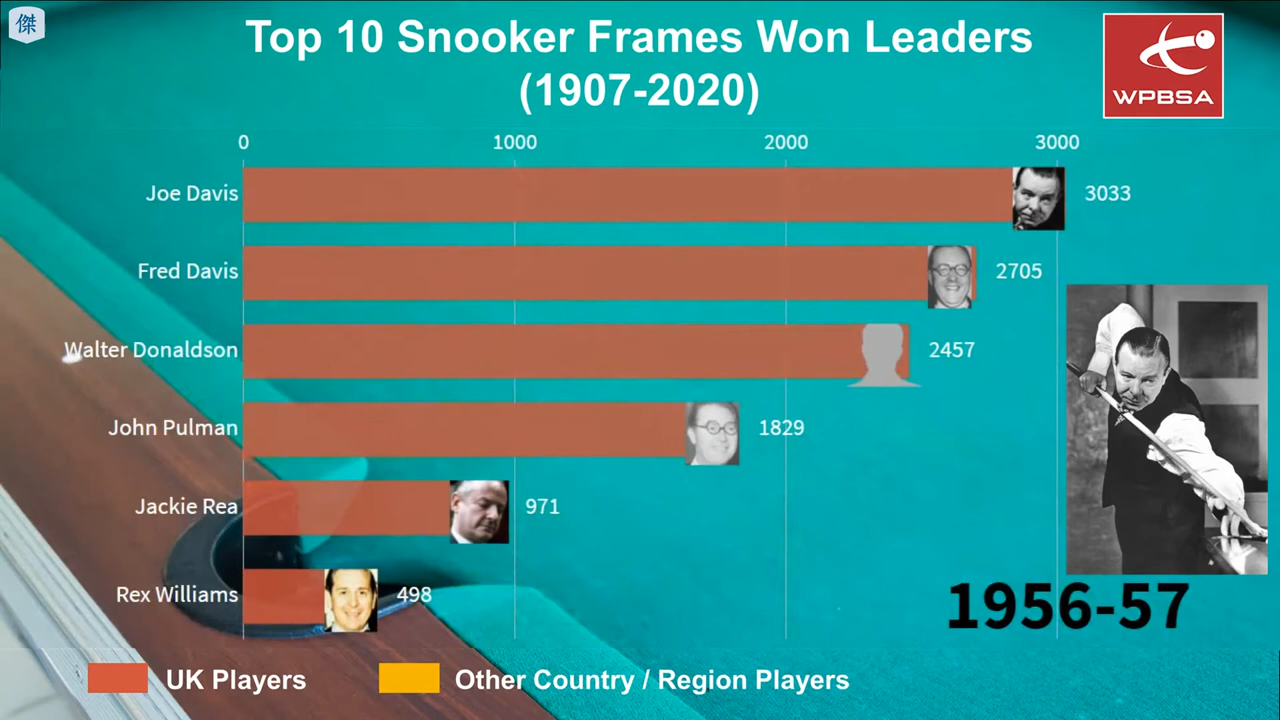 傑
Top 10 Snooker Frames Won Leaders
(1907-2020)
WPBSA
0 1000 2000 3000
Joe Davis 3033
Fred Davis 2705
Walter Donaldson 2457
John Pulman 1829
Jackie Rea 971
Rex Williams 498
1956-57
UK Players Other Country / Region Players